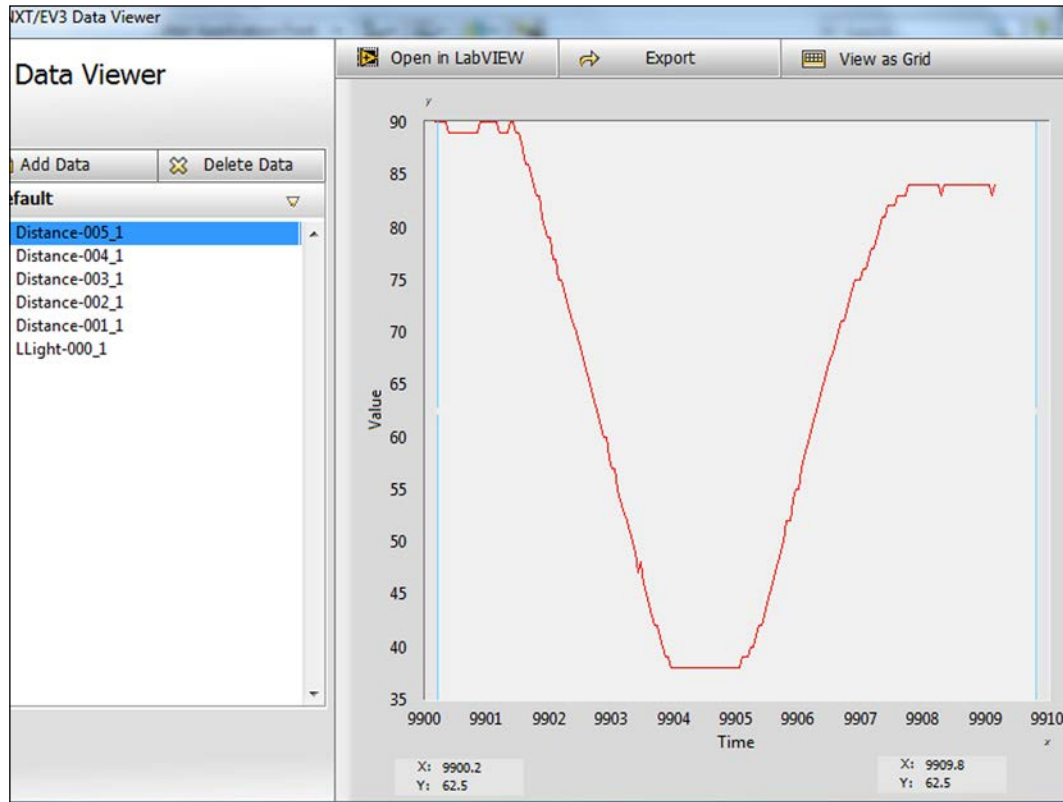 NXT/EV3 Data Viewer
Data Viewer
Open in LabVIEW
Export
View as Grid
Add Data
Delete Data
efault
Distance-005_1
Distance-004_1
Distance-003_1
Distance-002_1
Distance-001_1
LLight-000_1
y
90
85
80
75
70
65
60
55
50
45
40
35
Value
9900 9901 9902 9903 9904 9905 9906 9907 9908 9909 9910
Time
x
X: 9900.2
Y: 62.5
X: 9909.8
Y: 62.5